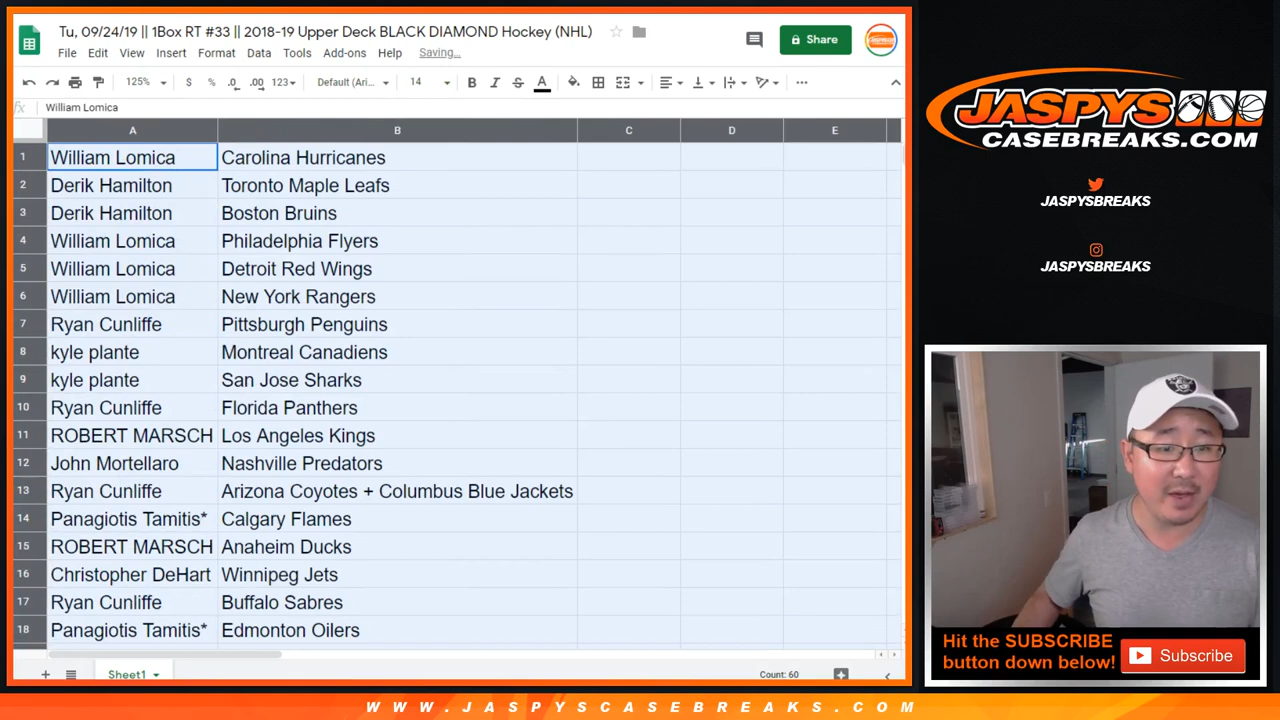 Tu, 09/24/19 || 1Box RT #33 || 2018-19 Upper Deck BLACK DIAMOND Hockey (NHL)
File Edit View Insert Format Data Tools Add-ons Help Saving...
Share
125% $ % .0 .00 123 Default (Ari... 14 B I S A ...
fx William Lomica
A B C D E
1 William Lomica Carolina Hurricanes
2 Derik Hamilton Toronto Maple Leafs
3 Derik Hamilton Boston Bruins
4 William Lomica Philadelphia Flyers
5 William Lomica Detroit Red Wings
6 William Lomica New York Rangers
7 Ryan Cunliffe Pittsburgh Penguins
8 kyle plante Montreal Canadiens
9 kyle plante San Jose Sharks
10 Ryan Cunliffe Florida Panthers
11 ROBERT MARSCH Los Angeles Kings
12 John Mortellaro Nashville Predators
13 Ryan Cunliffe Arizona Coyotes + Columbus Blue Jackets
14 Panagiotis Tamitis* Calgary Flames
15 ROBERT MARSCH Anaheim Ducks
16 Christopher DeHart Winnipeg Jets
17 Ryan Cunliffe Buffalo Sabres
18 Panagiotis Tamitis* Edmonton Oilers
Sheet1
Count: 60
JASPYS
CASEBREAKS.COM
JASPYSBREAKS
JASPYSBREAKS
Hit the SUBSCRIBE
button down below!
Subscribe
WWW.JASPYSCASEBREAKS.COM